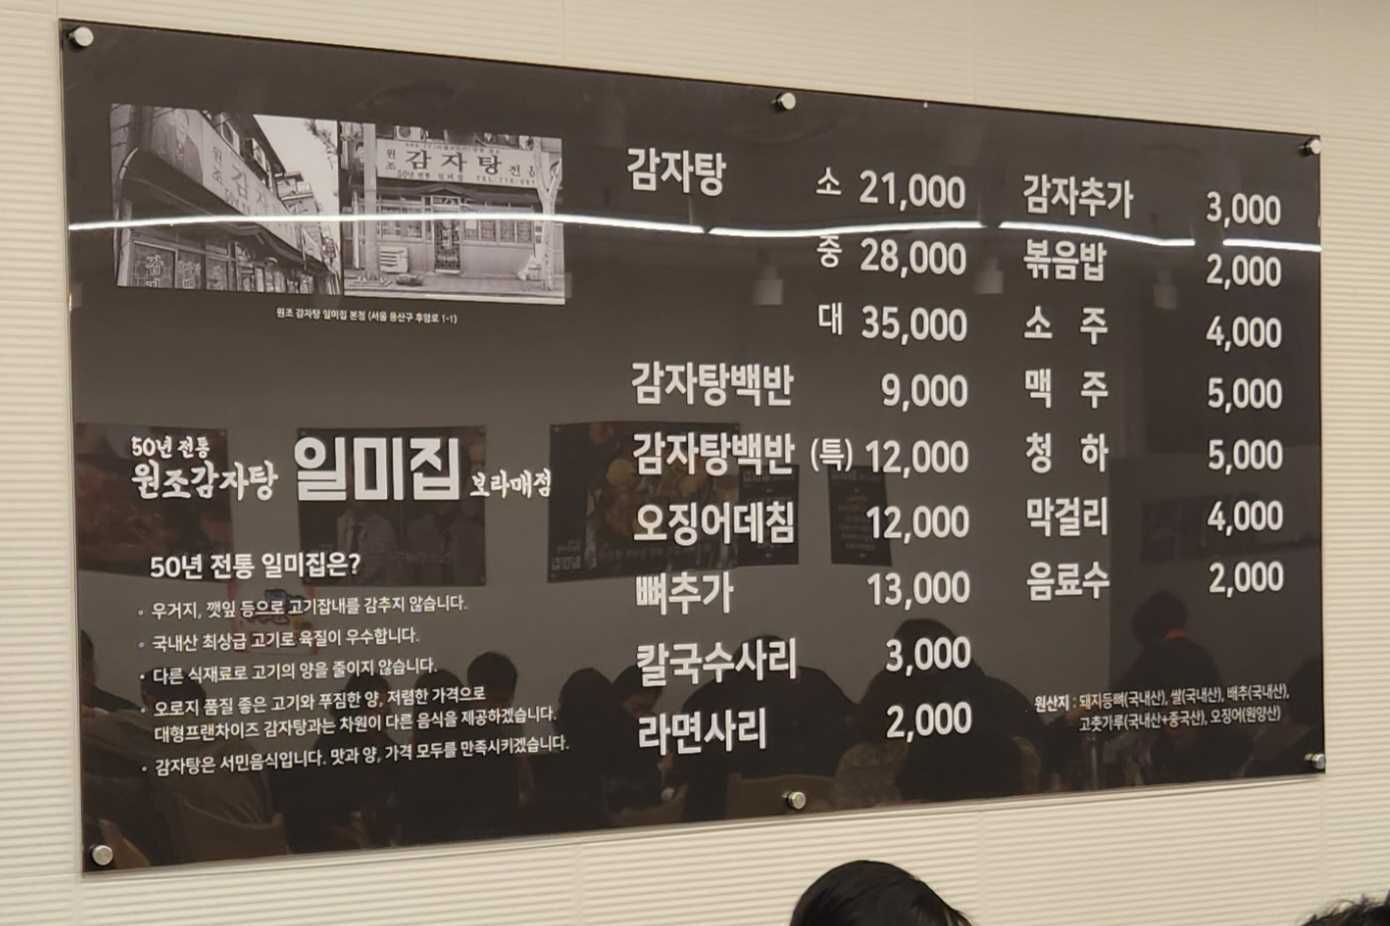 원조 감자탕 전
50년 전통 일미집
원조 감자탕 일미집 본점 (서울 용산구 후암로 1-1)
50년 전통
원조감자탕 일미집 보라매점
50년 전통 일미집은?
• 우거지, 깻잎 등으로 고기잡내를 감추지 않습니다.
• 국내산 최상급 고기로 육질이 우수합니다.
• 다른 식재료로 고기의 양을 줄이지 않습니다.
• 오로지 품질 좋은 고기와 푸짐한 양, 저렴한 가격으로
대형프랜차이즈 감자탕과는 차원이 다른 음식을 제공하겠습니다.
• 감자탕은 서민음식입니다. 맛과 양, 가격 모두를 만족시키겠습니다.
감자탕 소 21,000
중 28,000
대 35,000
감자탕백반 9,000
감자탕백반 (특) 12,000
오징어데침 12,000
뼈추가 13,000
칼국수사리 3,000
라면사리 2,000
감자추가 3,000
볶음밥 2,000
소 주 4,000
맥 주 5,000
청 하 5,000
막걸리 4,000
음료수 2,000
원산지 : 돼지등뼈(국내산), 쌀(국내산), 배추(국내산),
고춧가루(국내산+중국산), 오징어(원양산)